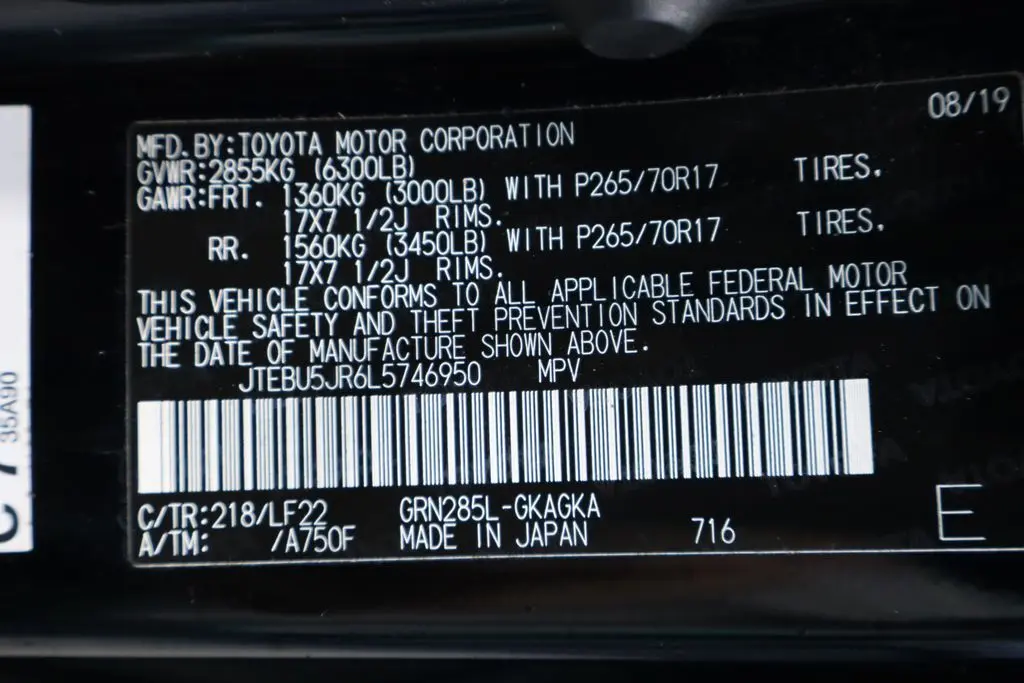 08/19
MFD. BY:TOYOTA MOTOR CORPORATION
GVWR:2855KG (6300LB)
GAWR:FRT. 1360KG (3000LB) WITH P265/70R17 TIRES.
17X7 1/2J RIMS.
RR. 1560KG (3450LB) WITH P265/70R17 TIRES.
17X7 1/2J RIMS.
THIS VEHICLE CONFORMS TO ALL APPLICABLE FEDERAL MOTOR
VEHICLE SAFETY AND THEFT PREVENTION STANDARDS IN EFFECT ON
THE DATE OF MANUFACTURE SHOWN ABOVE.
JTEBU5JR6L5746950 MPV
C/TR:218/LF22 GRN285L-GKAGKA
A/TM: /A750F MADE IN JAPAN 716
E
35A90